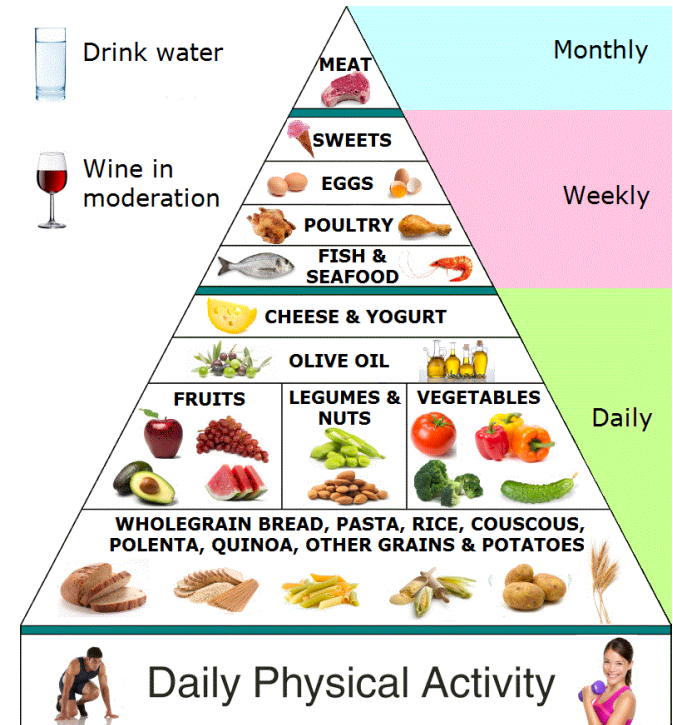 Drink water
Monthly
MEAT
SWEETS
Wine in
moderation
EGGS
Weekly
POULTRY
FISH &
SEAFOOD
CHEESE & YOGURT
OLIVE OIL
FRUITS
LEGUMES &
NUTS
VEGETABLES
Daily
WHOLEGRAIN BREAD, PASTA, RICE, COUSCOUS,
POLENTA, QUINOA, OTHER GRAINS & POTATOES
Daily Physical Activity